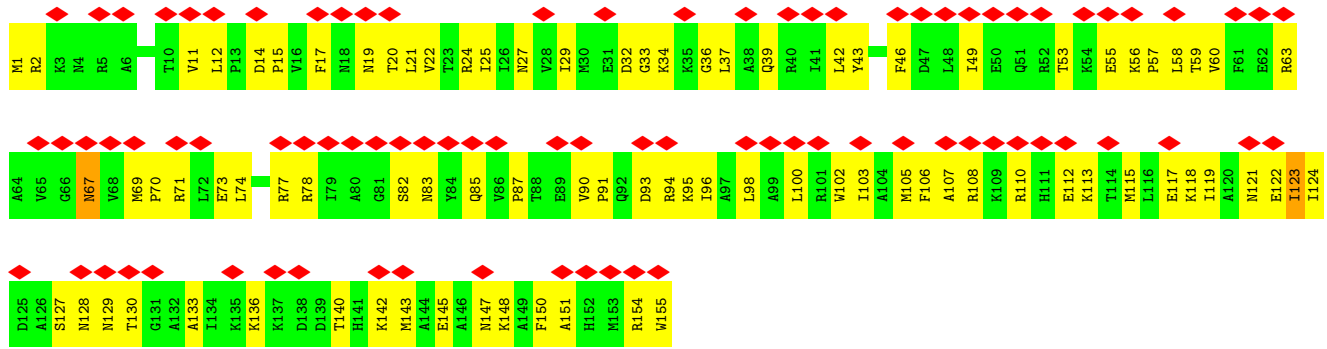 M1 R2 K3 N4 R5 A6 T10 V11 L12 P13 D14 P15 V16 F17 N18 N19 T20 L21 V22 T23 R24 I25 I26 N27 V28 I29 M30 E31 D32 G33 K34 K35 G36 L37 A38 Q39 R40 I41 L42 Y43 F46 D47 L48 I49 E50 Q51 R52 T53 K54 E55 K56 P57 L58 T59 V60 F61 E62 R63
A64 V65 G66 N67 V68 M69 P70 R71 L72 E73 L74 R77 R78 I79 A80 G81 S82 N83 Y84 Q85 V86 P87 T88 E89 V90 P91 Q92 D93 R94 K95 I96 A97 L98 A99 L100 R101 W102 I103 A104 M105 F106 A107 R108 K109 R110 H111 E112 K113 T114 M115 L116 E117 K118 I119 A120 N121 E122 I123 I124
D125 A126 S127 N128 N129 T130 G131 A132 A133 I134 K135 K136 K137 D138 D139 T140 H141 K142 M143 A144 E145 A146 N147 K148 A149 F150 A151 H152 M153 R154 W155